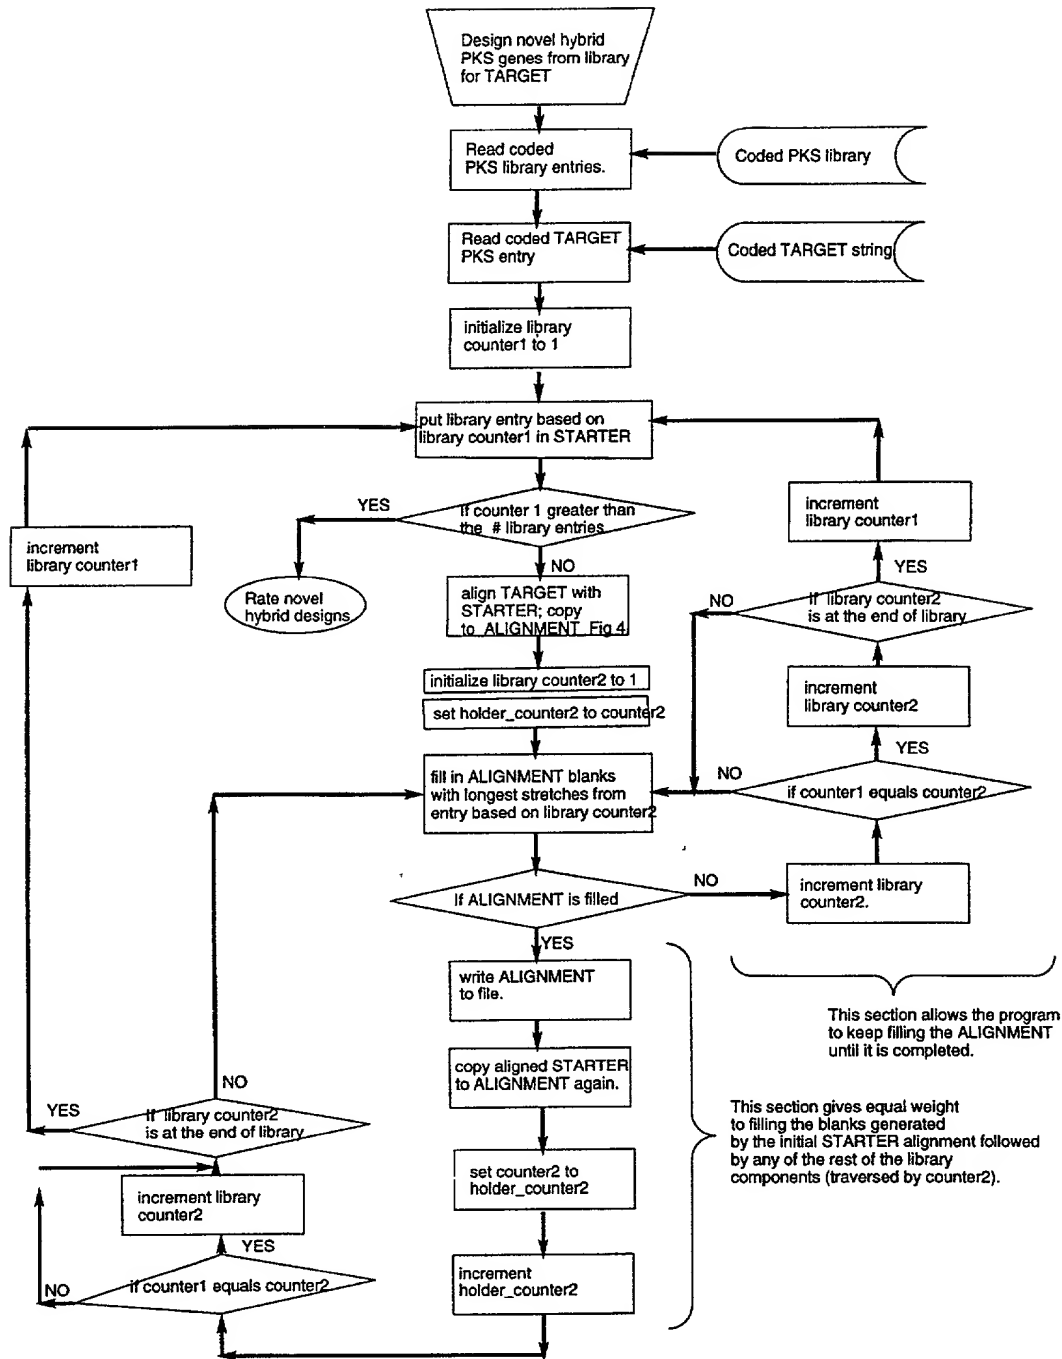 Design novel hybrid
PKS genes from library
for TARGET
Read coded
PKS library entries.
Coded PKS library
Read coded TARGET
PKS entry
Coded TARGET string
initialize library
counter1 to 1
put library entry based on
library counter1 in STARTER
If counter 1 greater than
the # library entries
YES
NO
Rate novel
hybrid designs
increment
library counter1
align TARGET with
STARTER; copy
to ALIGNMENT Fig 4
initialize library counter2 to 1
set holder_counter2 to counter2
fill in ALIGNMENT blanks
with longest stretches from
entry based on library counter2
If ALIGNMENT is filled
NO
YES
increment
library counter1
YES
NO
If library counter2
is at the end of library
increment
library counter2
YES
NO
if counter1 equals counter2
increment library
counter2.
This section allows the program
to keep filling the ALIGNMENT
until it is completed.
write ALIGNMENT
to file.
copy aligned STARTER
to ALIGNMENT again.
set counter2 to
holder_counter2
increment
holder_counter2
This section gives equal weight
to filling the blanks generated
by the initial STARTER alignment followed
by any of the rest of the library
components (traversed by counter2).
NO
YES
If library counter2
is at the end of library
increment library
counter2
YES
NO
if counter1 equals counter2